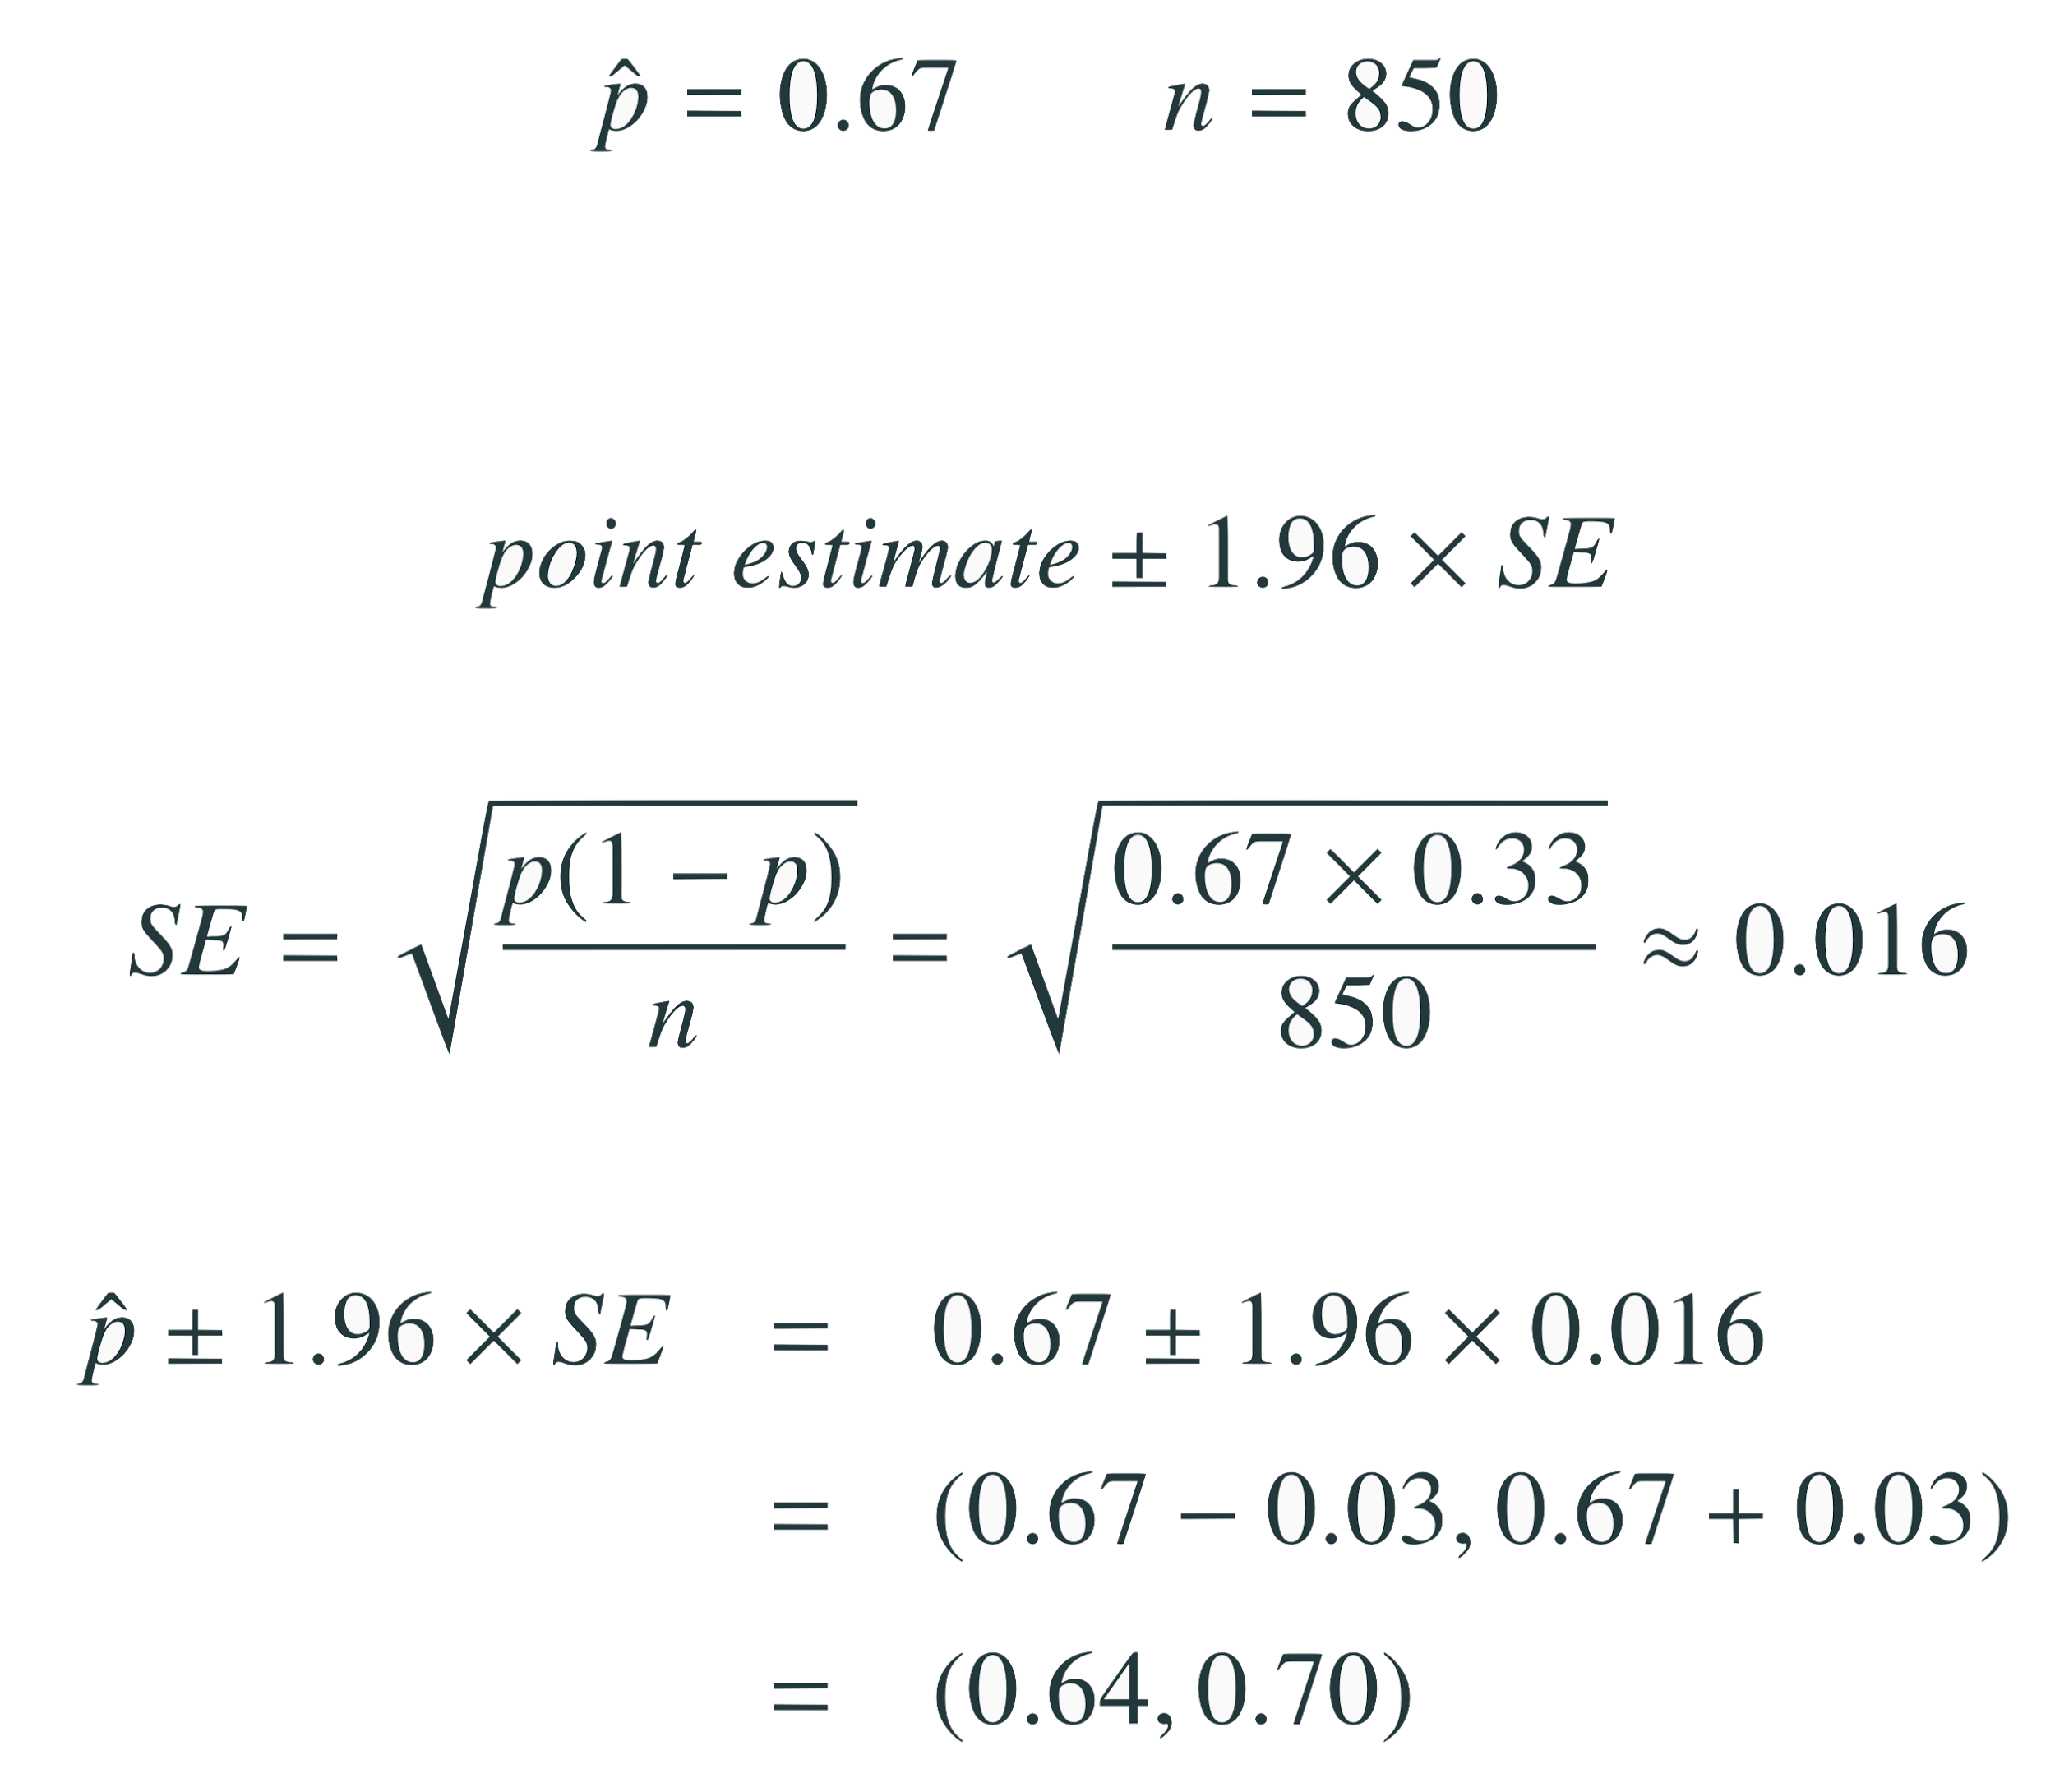 p̂ = 0.67 n = 850
point estimate ± 1.96 × SE
SE = √(p(1 − p)/n) = √(0.67 × 0.33/850) ≈ 0.016
p̂ ± 1.96 × SE = 0.67 ± 1.96 × 0.016
= (0.67 − 0.03, 0.67 + 0.03)
= (0.64, 0.70)